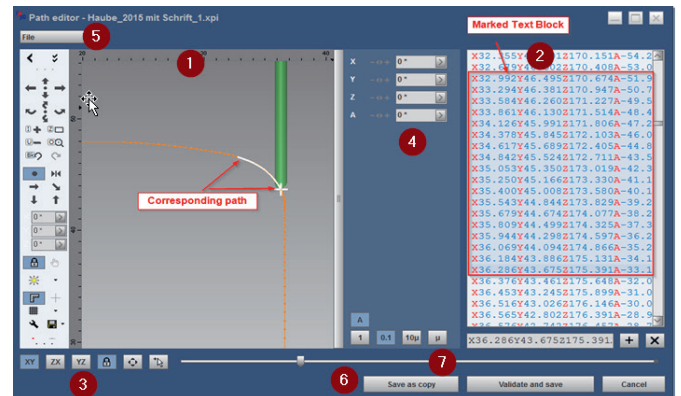 Path editor - Haube_2015 mit Schrift_1.xpi
Marked Text Block
File
5
20
30
40
1
2
X32.992Y46.495Z170.674A-51.9
X33.294Y46.381Z170.947A-50.7
X33.584Y46.260Z171.227A-49.5
X33.861Y46.130Z171.514A-48.4
X34.126Y45.991Z171.806A-47.2
X34.378Y45.845Z172.103A-46.0
X34.617Y45.689Z172.405A-44.8
X34.842Y45.524Z172.711A-43.5
X35.053Y45.350Z173.019A-42.3
X35.250Y45.166Z173.330A-41.1
X35.400Y45.008Z173.580A-40.1
X35.543Y44.844Z173.829A-39.2
X35.679Y44.674Z174.077A-38.2
X35.809Y44.499Z174.325A-37.3
X35.944Y44.298Z174.597A-36.2
X36.069Y44.094Z174.866A-35.2
X36.184Y43.886Z175.131A-34.1
X36.286Y43.675Z175.391A-33.1
X36.376Y43.461Z175.648A-32.0
X36.453Y43.245Z175.899A-31.0
X36.516Y43.026Z176.146A-30.0
X36.565Y42.802Z176.391A-28.9
X36.286Y43.675Z175.391
X 0°
Y 0°
Z 0°
A 0°
4
Corresponding path
0°
0°
0°
A
1 0.1 10µ µ
XY ZX YZ
3
7
6
Save as copy
Validate and save
Cancel